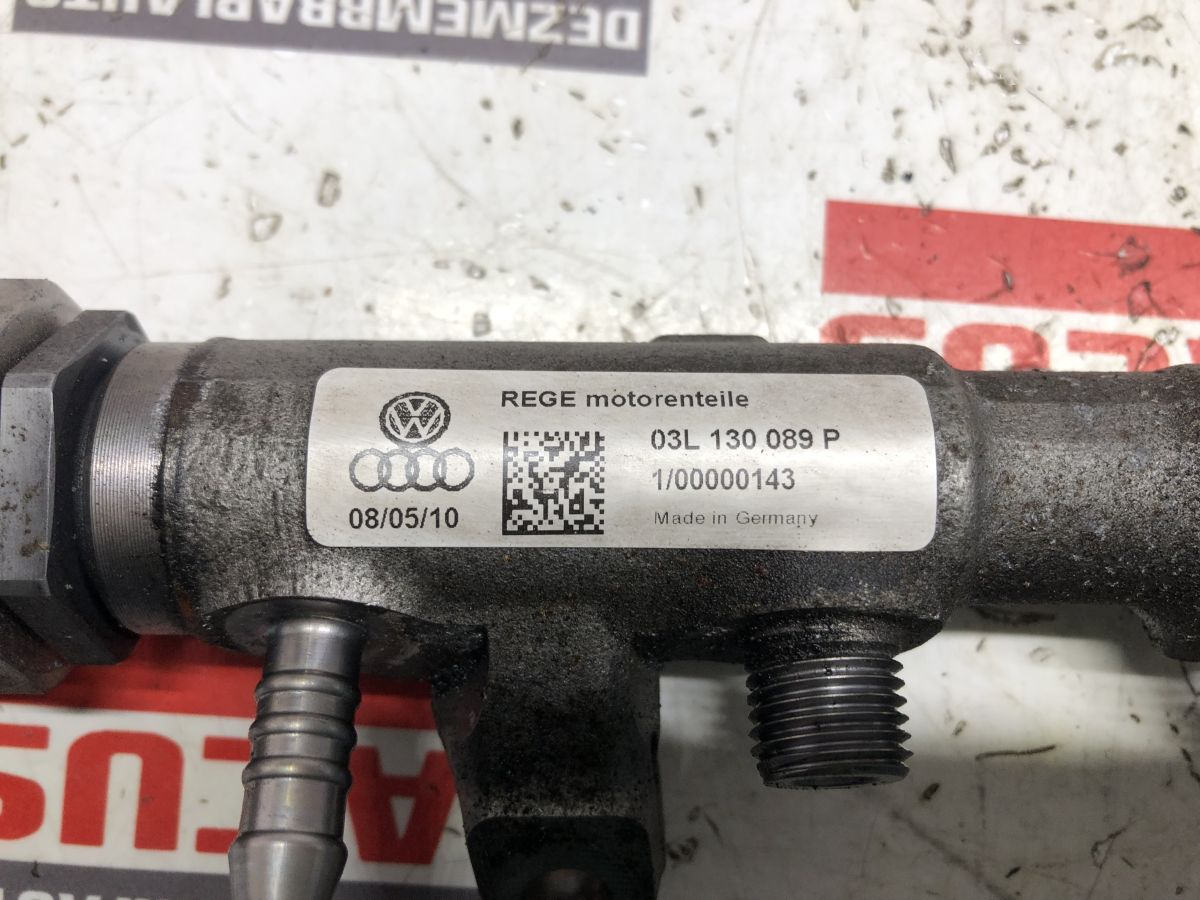 DEZMEMBRARI AUTO
REGE motorenteile
03L 130 089 P
1/00000143
Made in Germany
08/05/10